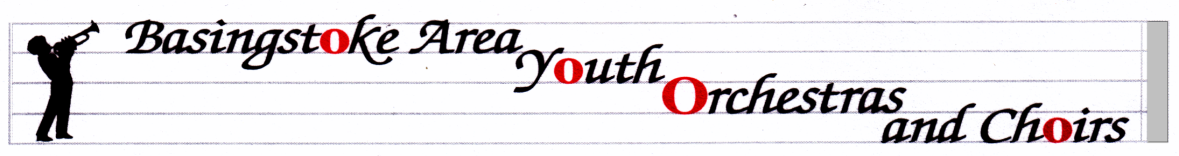 Basingstoke Area
Youth
Orchestras
and Choirs